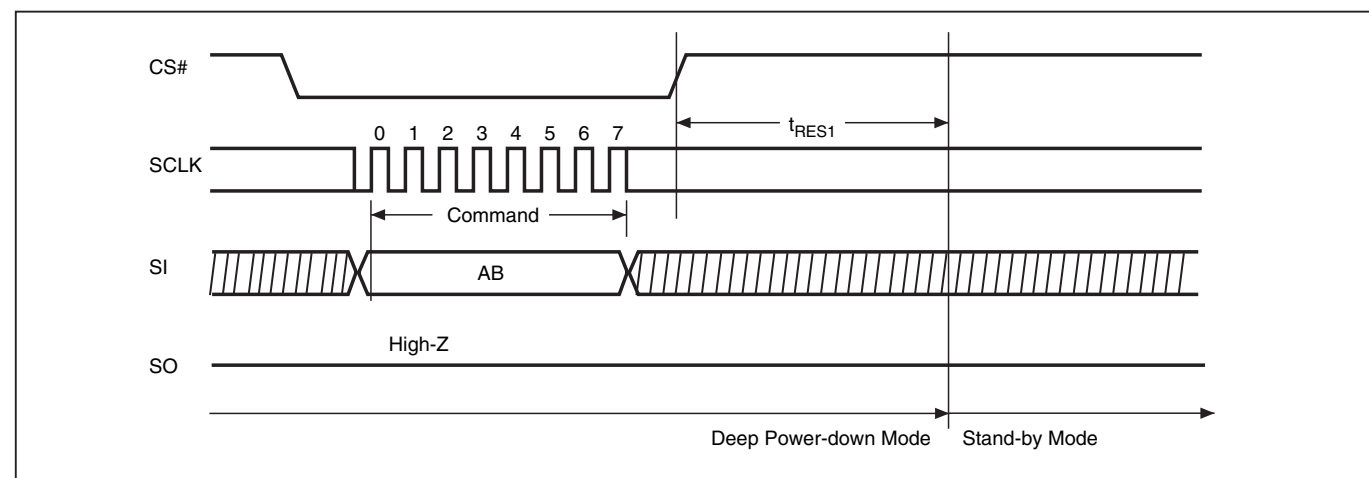 CS#
tRES1
0 1 2 3 4 5 6 7
SCLK
Command
SI
AB
High-Z
SO
Deep Power-down Mode
Stand-by Mode